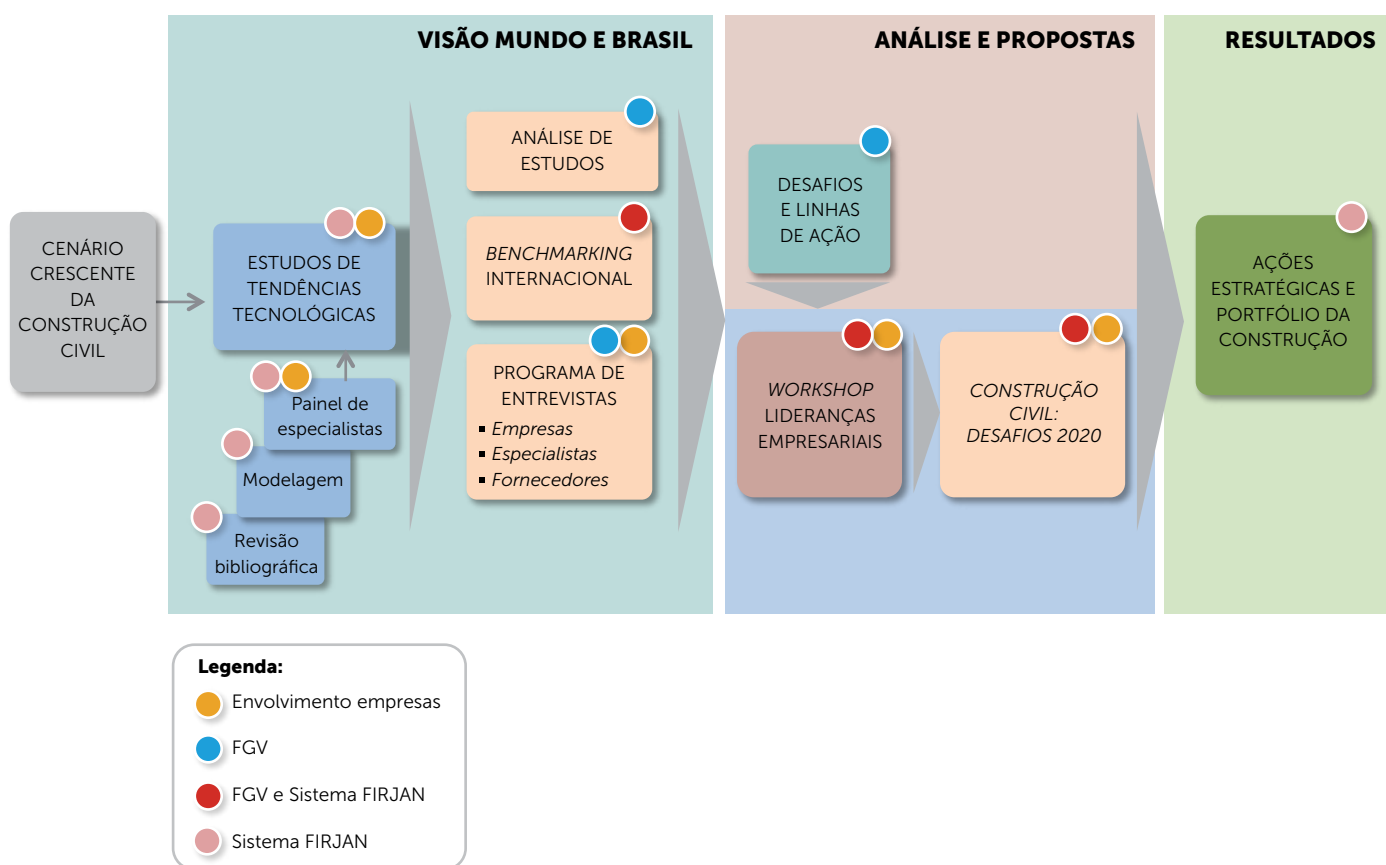 VISÃO MUNDO E BRASIL
ANÁLISE E PROPOSTAS
RESULTADOS
CENÁRIO
CRESCENTE
DA
CONSTRUÇÃO
CIVIL
ESTUDOS DE
TENDÊNCIAS
TECNOLÓGICAS
Painel de
especialistas
Modelagem
Revisão
bibliográfica
ANÁLISE DE
ESTUDOS
BENCHMARKING
INTERNACIONAL
PROGRAMA DE
ENTREVISTAS
▪ Empresas
▪ Especialistas
▪ Fornecedores
DESAFIOS
E LINHAS
DE AÇÃO
WORKSHOP
LIDERANÇAS
EMPRESARIAIS
CONSTRUÇÃO
CIVIL:
DESAFIOS 2020
AÇÕES
ESTRATÉGICAS E
PORTFÓLIO DA
CONSTRUÇÃO
Legenda:
Envolvimento empresas
FGV
FGV e Sistema FIRJAN
Sistema FIRJAN